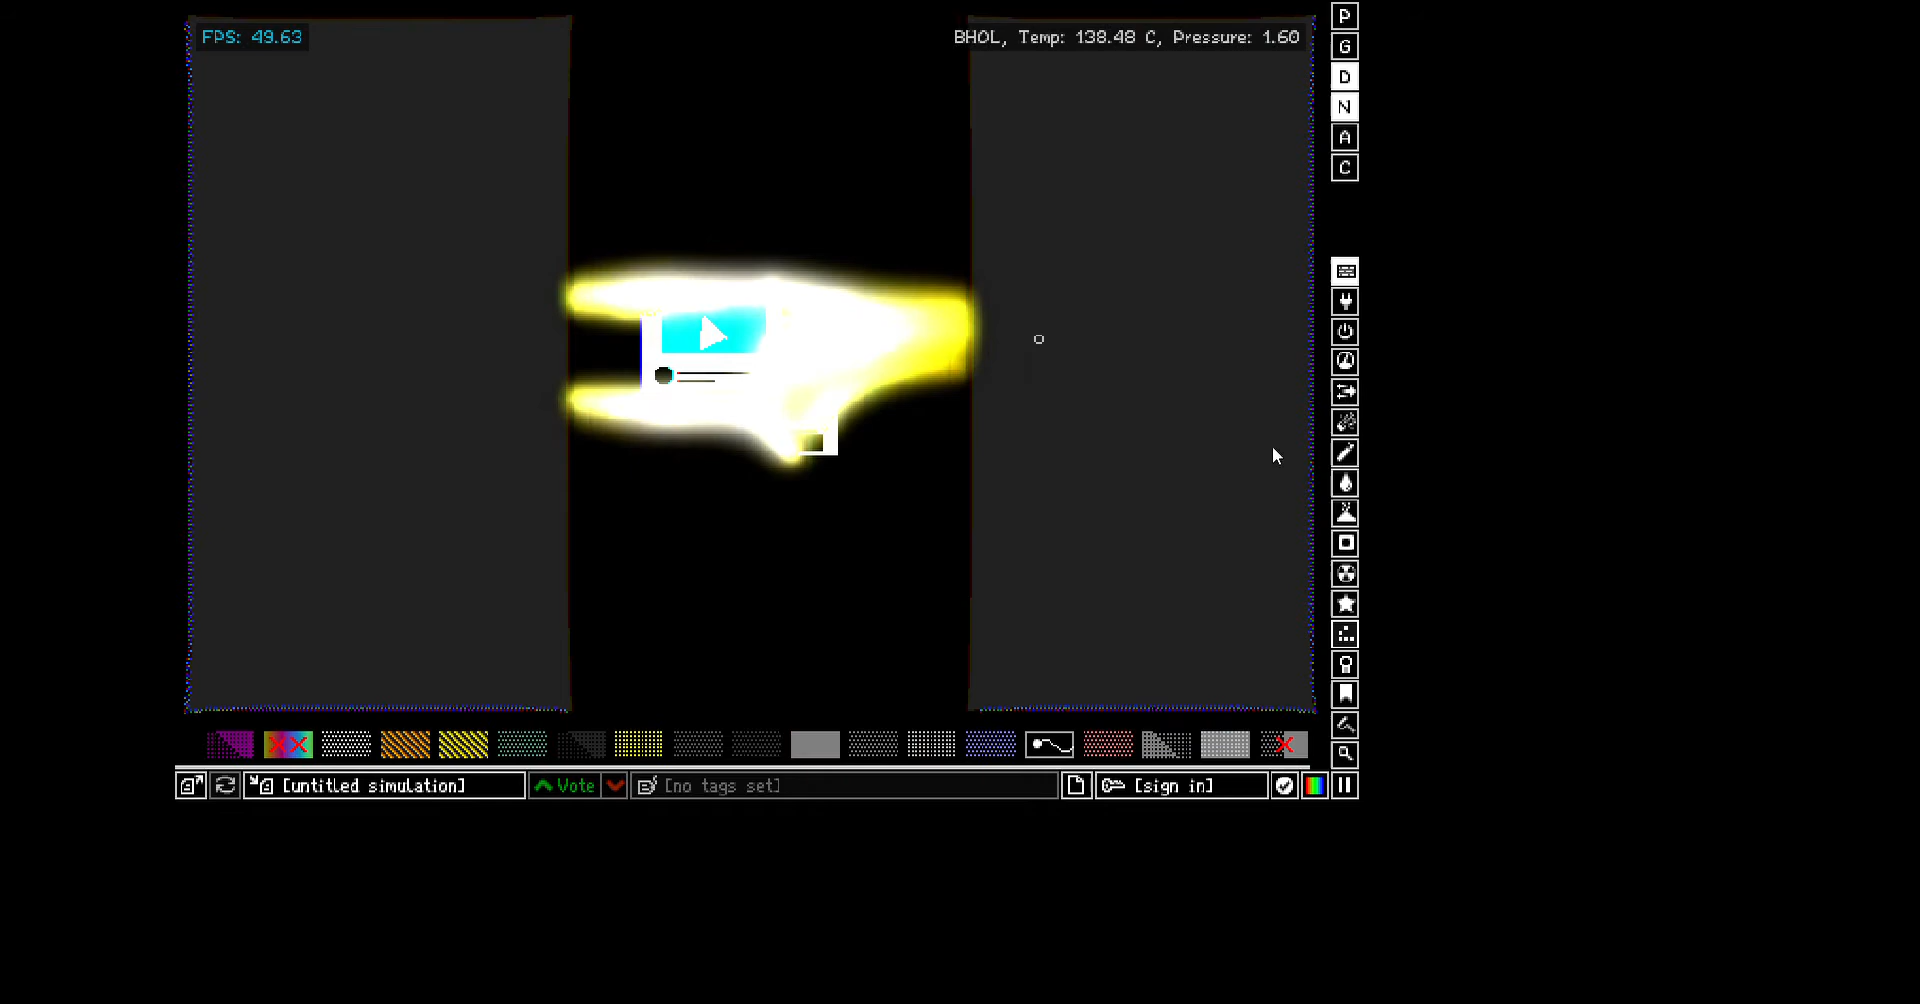 FPS: 49.63
BHOL, Temp: 138.48 C, Pressure: 1.60
P
G
D
N
A
C
[untitled simulation]
Vote
[no tags set]
[sign in]